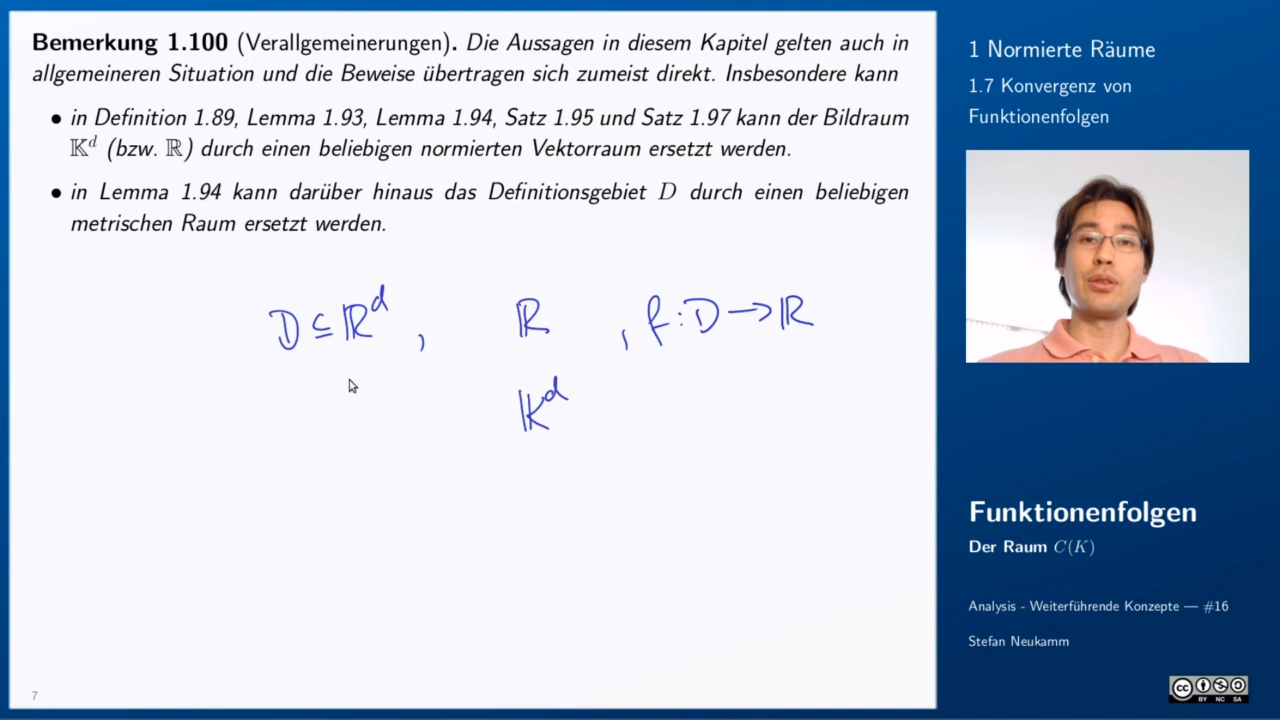 Bemerkung 1.100 (Verallgemeinerungen). Die Aussagen in diesem Kapitel gelten auch in
allgemeineren Situation und die Beweise übertragen sich zumeist direkt. Insbesondere kann
• in Definition 1.89, Lemma 1.93, Lemma 1.94, Satz 1.95 und Satz 1.97 kann der Bildraum
𝕂^d (bzw. ℝ) durch einen beliebigen normierten Vektorraum ersetzt werden.
• in Lemma 1.94 kann darüber hinaus das Definitionsgebiet D durch einen beliebigen
metrischen Raum ersetzt werden.
D ⊆ ℝ^d , ℝ , f : D → ℝ
𝕂^d
7
1 Normierte Räume
1.7 Konvergenz von
Funktionenfolgen
Funktionenfolgen
Der Raum C(K)
Analysis - Weiterführende Konzepte — #16
Stefan Neukamm
cc
BY NC SA